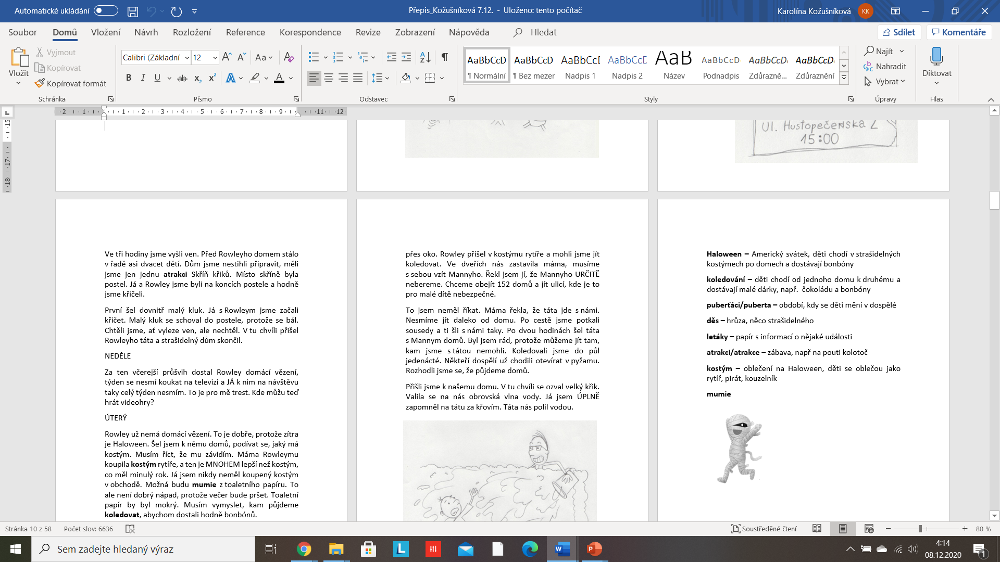 Automatické ukládání
Přepis_Kožušníková 7.12. - Uloženo: tento počítač
Karolína Kožušníková KK
Soubor Domů Vložení Návrh Rozložení Reference Korespondence Revize Zobrazení Nápověda Hledat
Sdílet Komentáře
Vložit
Vyjmout
Kopírovat
Kopírovat formát
Schránka
Calibri (Základní 12
Písmo
Odstavec
AaBbCcD AaBbCcD AaBbCcD AaBbCcD AaB AaBbCcD AaBbCcD AaBbCcD
¶ Normální ¶ Bez mezer Nadpis 1 Nadpis 2 Název Podnadpis Zdůrazně... Zdůraznění
Styly
Najít
Nahradit
Vybrat
Úpravy
Diktovat
Hlas
2 1 1 2 3 4 5 6 7 8 9 11 12
15 17 18
Ul. Hustopečenská 2
15:00
Ve tři hodiny jsme vyšli ven. Před Rowleyho domem stálo
v řadě asi dvacet dětí. Dům jsme nestihli připravit, měli
jsme jen jednu atrakci Skříň křiků. Místo skříně byla
postel. Já a Rowley jsme byli na koncích postele a hodně
jsme křičeli.
První šel dovnitř malý kluk. Já s Rowleym jsme začali
křičet. Malý kluk se schoval do postele, protože se bál.
Chtěli jsme, ať vyleze ven, ale nechtěl. V tu chvíli přišel
Rowleyho táta a strašidelný dům skončil.
NEDĚLE
Za ten včerejší průšvih dostal Rowley domácí vězení,
týden se nesmí koukat na televizi a JÁ k nim na návštěvu
taky celý týden nesmím. To je pro mě trest. Kde můžu teď
hrát videohry?
ÚTERÝ
Rowley už nemá domácí vězení. To je dobře, protože zítra
je Haloween. Šel jsem k němu domů, podívat se, jaký má
kostým. Musím říct, že mu závidím. Máma Rowleymu
koupila kostým rytíře, a ten je MNOHEM lepší než kostým,
co měl minulý rok. Já jsem nikdy neměl koupený kostým
v obchodě. Možná budu mumie z toaletního papíru. To
ale není dobrý nápad, protože večer bude pršet. Toaletní
papír by byl mokrý. Musím vymyslet, kam půjdeme
koledovat, abychom dostali hodně bonbónů.
přes oko. Rowley přišel v kostýmu rytíře a mohli jsme jít
koledovat. Ve dveřích nás zastavila máma, musíme
s sebou vzít Mannyho. Řekl jsem jí, že Mannyho URČITĚ
nebereme. Chceme obejít 152 domů a jít ulicí, kde je to
pro malé dítě nebezpečné.
To jsem neměl říkat. Máma řekla, že táta jde s námi.
Nesmíme jít daleko od domu. Po cestě jsme potkali
sousedy a ti šli s námi taky. Po dvou hodinách šel táta
s Mannym domů. Byl jsem rád, protože můžeme jít tam,
kam jsme s tátou nemohli. Koledovali jsme do půl
jedenácté. Někteří dospělí už chodili otevírat v pyžamu.
Rozhodli jsme se, že půjdeme domů.
Přišli jsme k našemu domu. V tu chvíli se ozval velký křik.
Valila se na nás obrovská vlna vody. Já jsem ÚPLNĚ
zapomněl na tátu za křovím. Táta nás polil vodou.
Haloween – Americký svátek, děti chodí v strašidelných
kostýmech po domech a dostávají bonbóny
koledování – děti chodí od jednoho domu k druhému a
dostávají malé dárky, např. čokoládu a bonbóny
puberťáci/puberta – období, kdy se děti mění v dospělé
děs – hrůza, něco strašidelného
letáky – papír s informací o nějaké události
atrakci/atrakce – zábava, např na pouti kolotoč
kostým – oblečení na Haloween, děti se oblečou jako
rytíř, pirát, kouzelník
mumie
Stránka 10 z 58 Počet slov: 6636
Soustředěné čtení 80 %
Sem zadejte hledaný výraz
4:14
08.12.2020
1